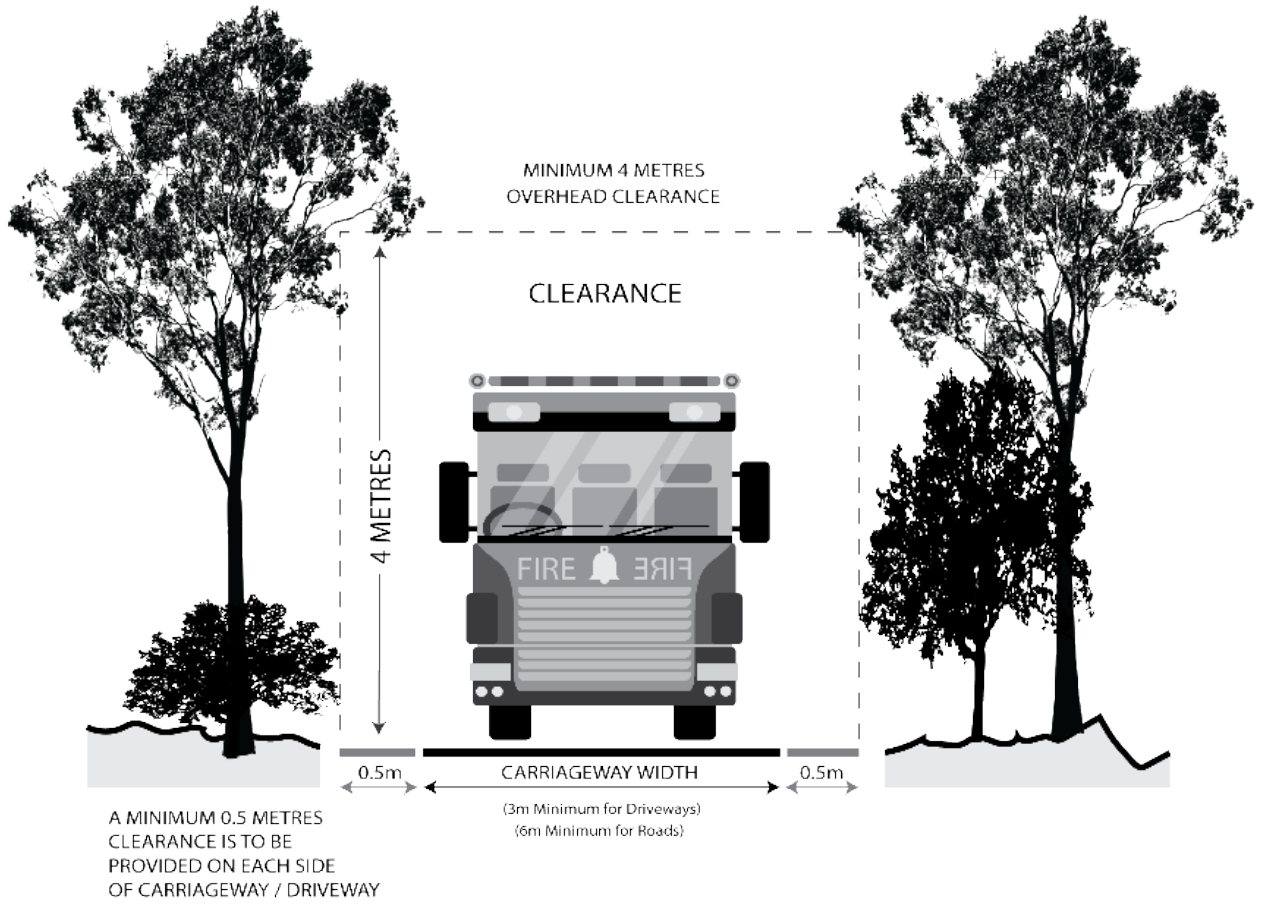 MINIMUM 4 METRES
OVERHEAD CLEARANCE
CLEARANCE
4 METRES
FIRE FIRE
0.5m
CARRIAGEWAY WIDTH
0.5m
(3m Minimum for Driveways)
(6m Minimum for Roads)
A MINIMUM 0.5 METRES
CLEARANCE IS TO BE
PROVIDED ON EACH SIDE
OF CARRIAGEWAY / DRIVEWAY